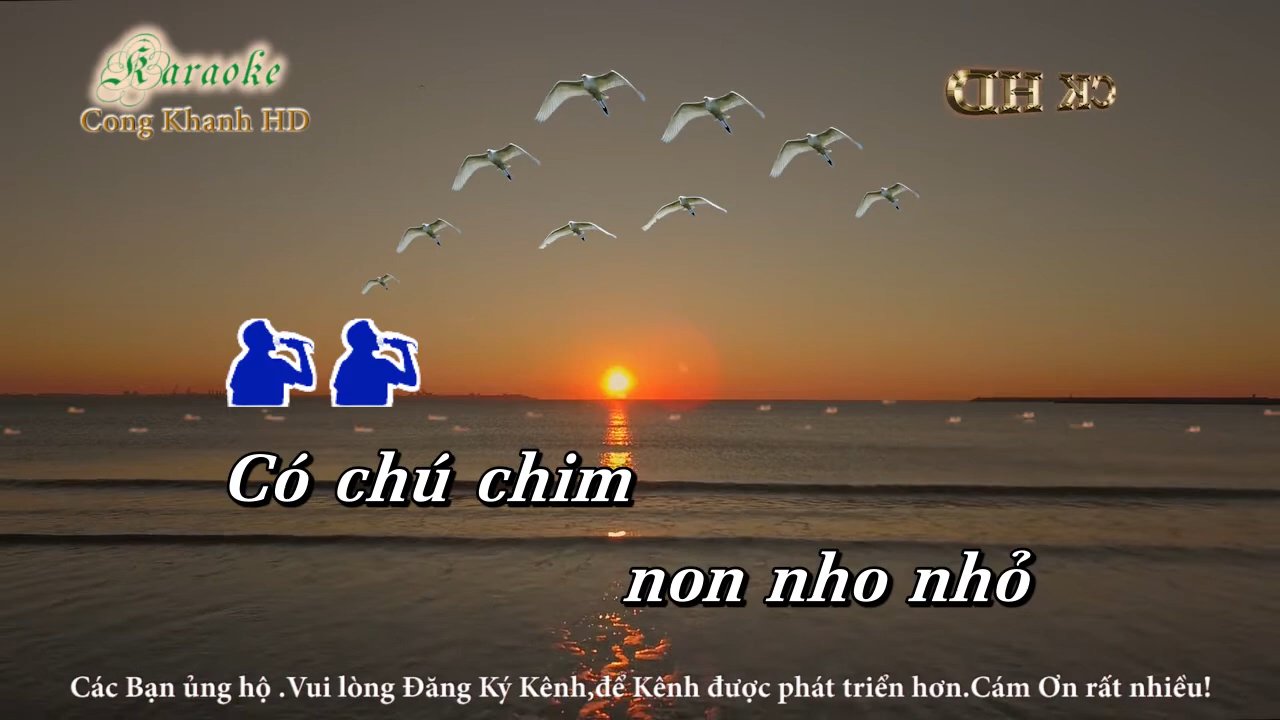 Karaoke
Cong Khanh HD
CK HD
Có chú chim
non nho nhỏ
Các Bạn ủng hộ .Vui lòng Đăng Ký Kênh,để Kênh được phát triển hơn.Cám Ơn rất nhiều!